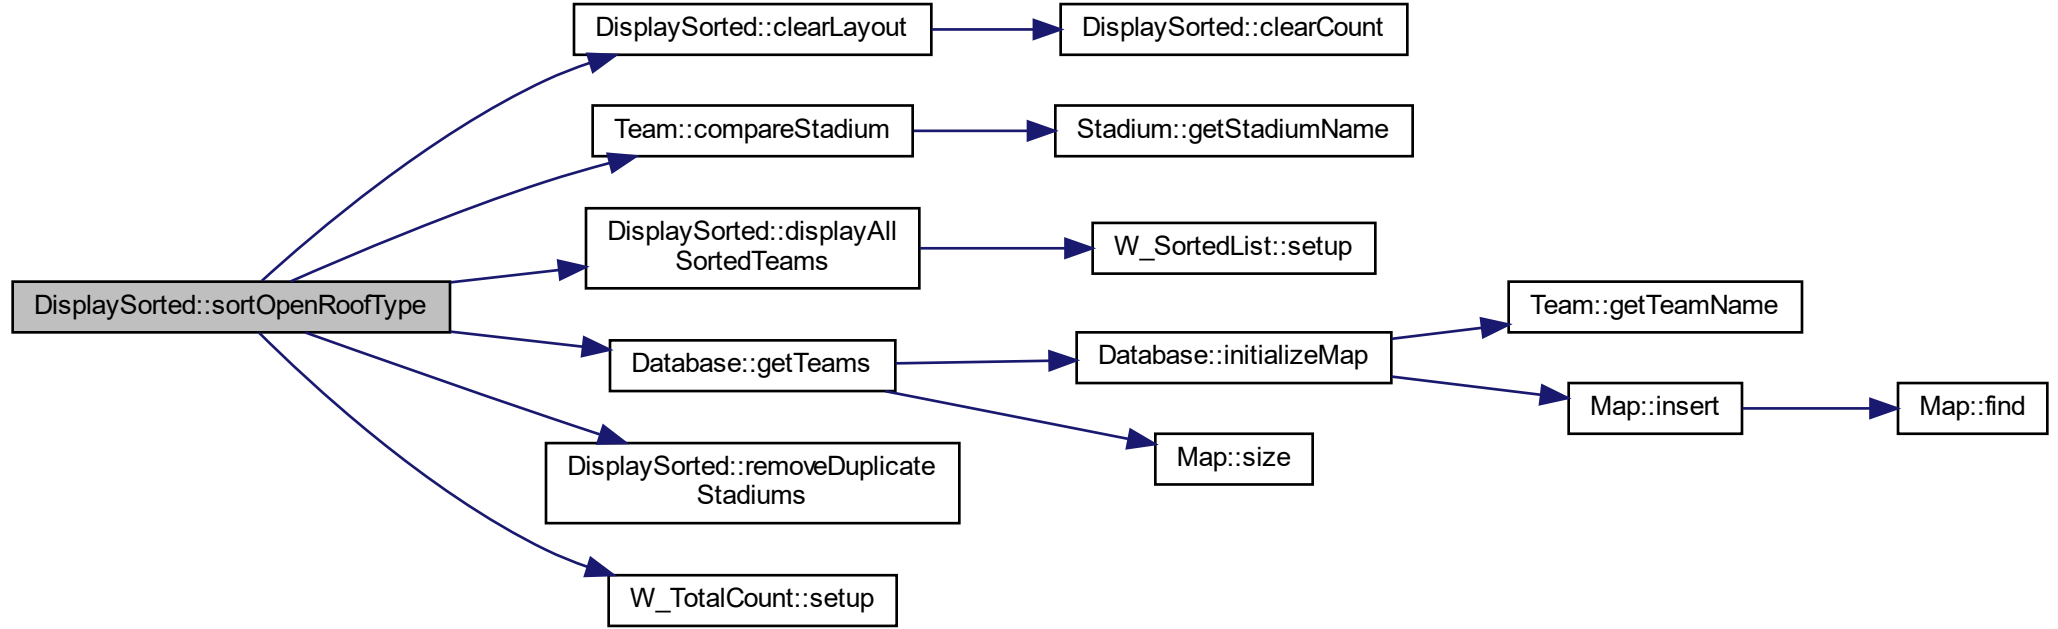 DisplaySorted::clearLayout
DisplaySorted::clearCount
Team::compareStadium
Stadium::getStadiumName
DisplaySorted::displayAll
SortedTeams
W_SortedList::setup
DisplaySorted::sortOpenRoofType
Team::getTeamName
Database::getTeams
Database::initializeMap
Map::insert
Map::find
Map::size
DisplaySorted::removeDuplicate
Stadiums
W_TotalCount::setup